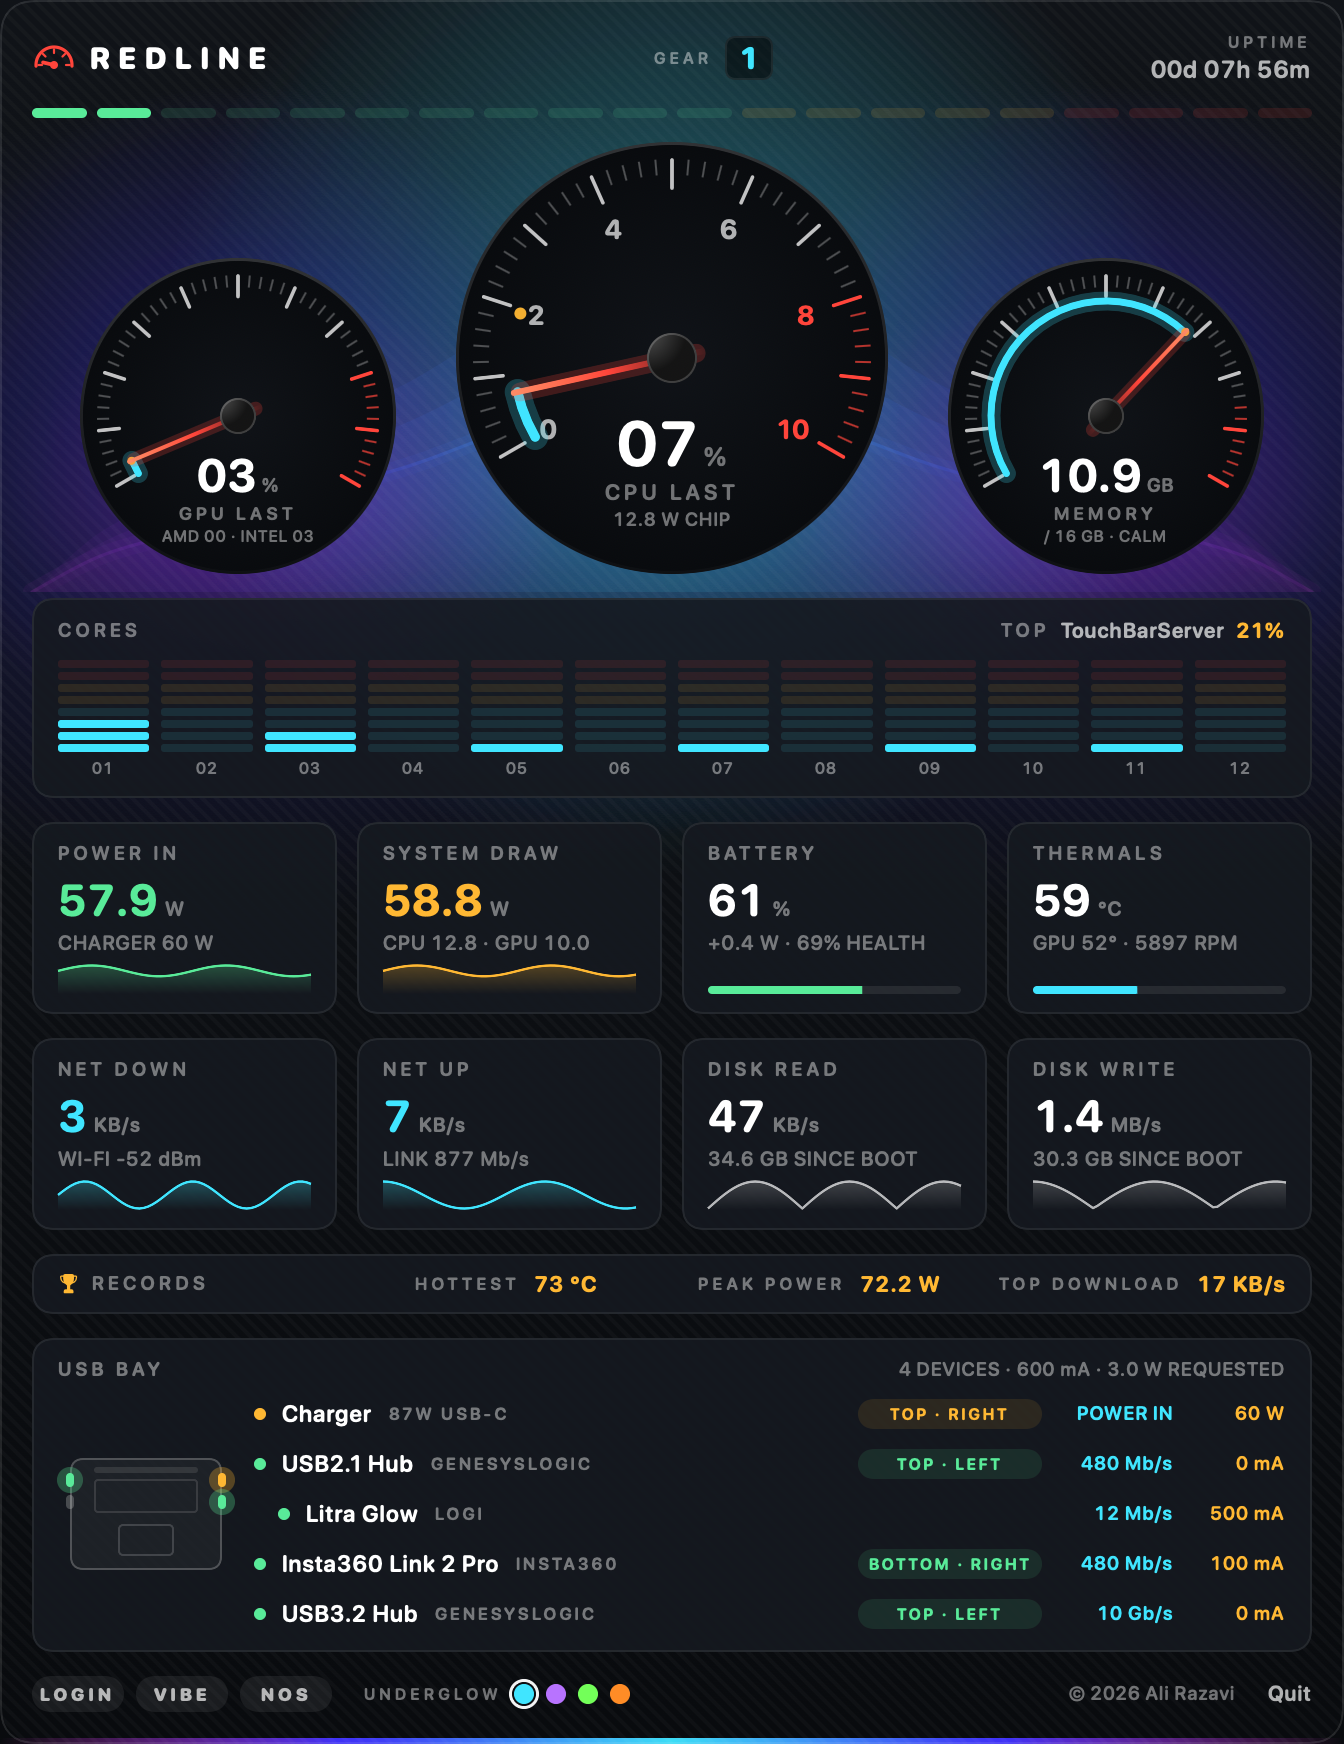 REDLINE
GEAR 1
UPTIME
00d 07h 56m
4 6
2 8
0 10
07 %
CPU LAST
12.8 W CHIP
03 %
GPU LAST
AMD 00 · INTEL 03
10.9 GB
MEMORY
/ 16 GB · CALM
CORES
TOP TouchBarServer 21%
01 02 03 04 05 06 07 08 09 10 11 12
POWER IN
57.9 W
CHARGER 60 W
SYSTEM DRAW
58.8 W
CPU 12.8 · GPU 10.0
BATTERY
61 %
+0.4 W · 69% HEALTH
THERMALS
59 °C
GPU 52° · 5897 RPM
NET DOWN
3 KB/s
WI-FI -52 dBm
NET UP
7 KB/s
LINK 877 Mb/s
DISK READ
47 KB/s
34.6 GB SINCE BOOT
DISK WRITE
1.4 MB/s
30.3 GB SINCE BOOT
RECORDS HOTTEST 73 °C PEAK POWER 72.2 W TOP DOWNLOAD 17 KB/s
USB BAY 4 DEVICES · 600 mA · 3.0 W REQUESTED
Charger 87W USB-C TOP · RIGHT POWER IN 60 W
USB2.1 Hub GENESYSLOGIC TOP · LEFT 480 Mb/s 0 mA
Litra Glow LOGI 12 Mb/s 500 mA
Insta360 Link 2 Pro INSTA360 BOTTOM · RIGHT 480 Mb/s 100 mA
USB3.2 Hub GENESYSLOGIC TOP · LEFT 10 Gb/s 0 mA
LOGIN VIBE NOS UNDERGLOW © 2026 Ali Razavi Quit